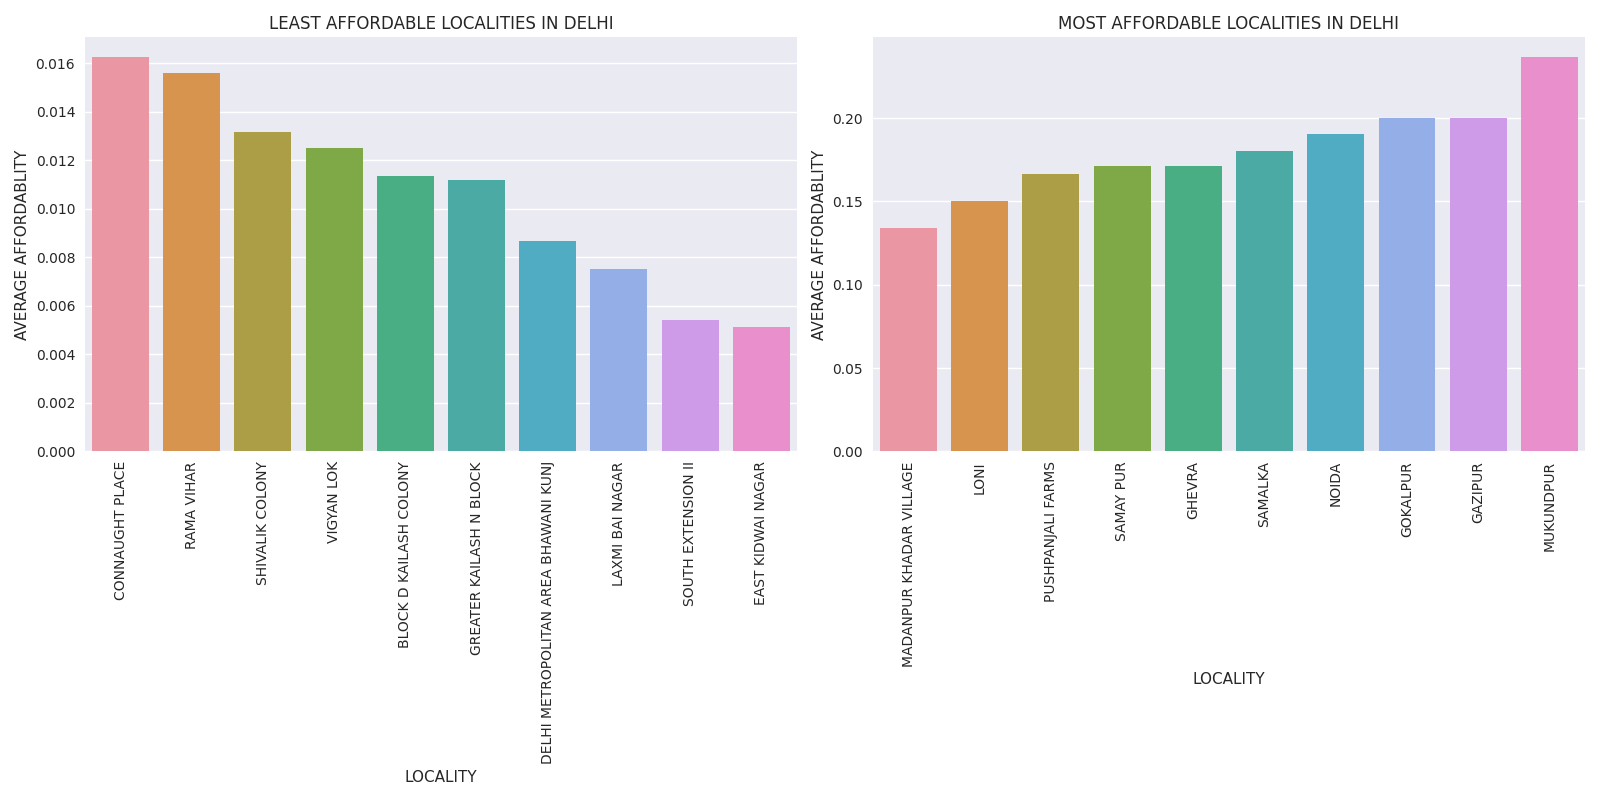 LEAST AFFORDABLE LOCALITIES IN DELHI
AVERAGE AFFORDABLITY
0.016
0.014
0.012
0.010
0.008
0.006
0.004
0.002
0.000
CONNAUGHT PLACE
RAMA VIHAR
SHIVALIK COLONY
VIGYAN LOK
BLOCK D KAILASH COLONY
GREATER KAILASH N BLOCK
DELHI METROPOLITAN AREA BHAWANI KUNJ
LAXMI BAI NAGAR
SOUTH EXTENSION II
EAST KIDWAI NAGAR
LOCALITY
MOST AFFORDABLE LOCALITIES IN DELHI
AVERAGE AFFORDABLITY
0.20
0.15
0.10
0.05
0.00
MADANPUR KHADAR VILLAGE
LONI
PUSHPANJALI FARMS
SAMAY PUR
GHEVRA
SAMALKA
NOIDA
GOKALPUR
GAZIPUR
MUKUNDPUR
LOCALITY